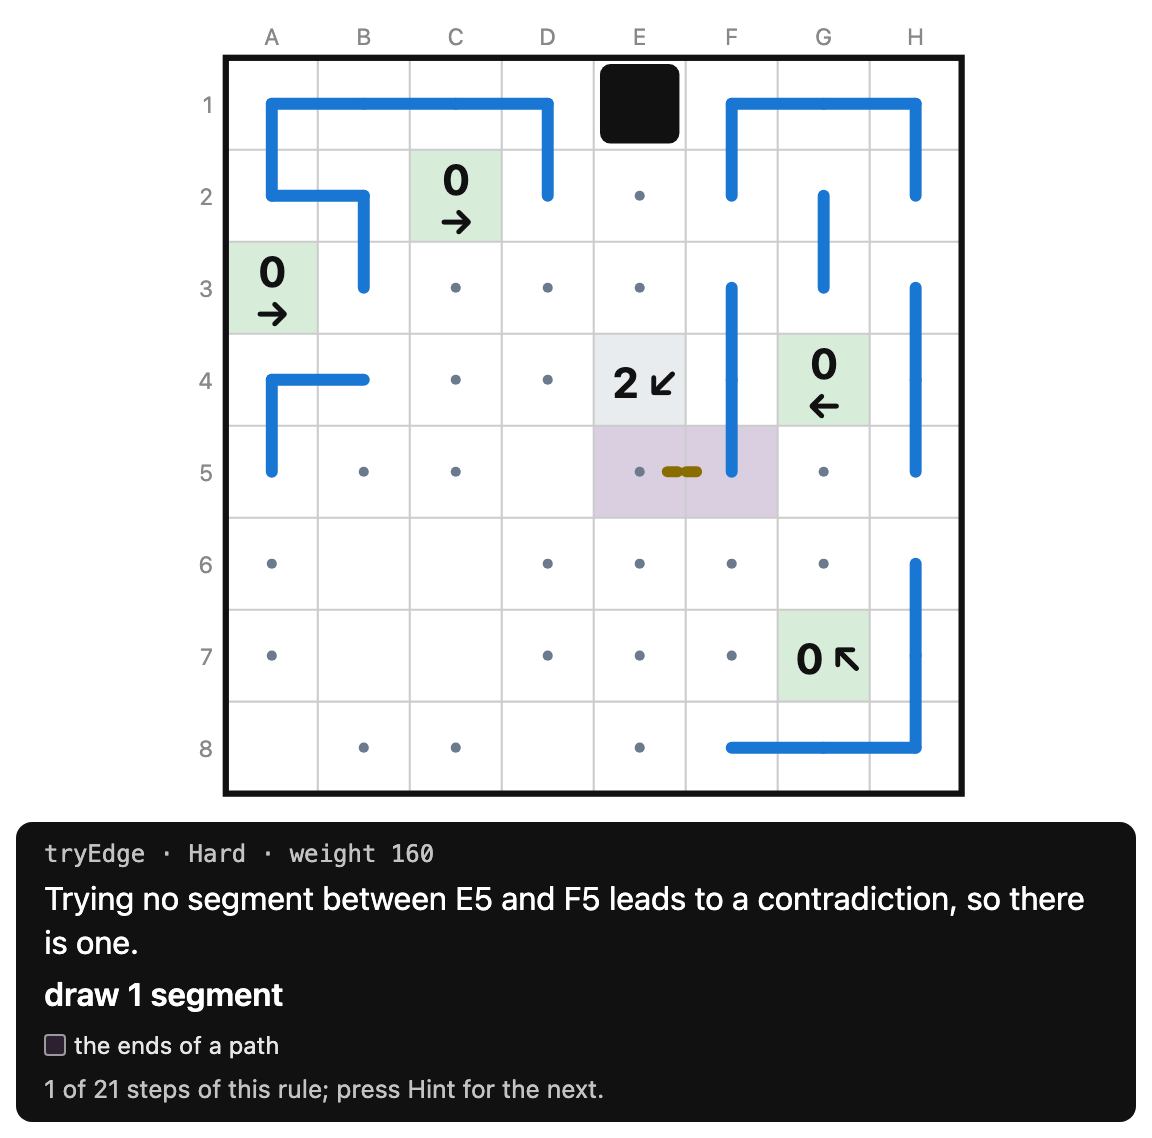 A B C D E F G H
1
2 0 →
3 0 →
4 2 ↙ 0 ←
5
6
7 0 ↖
8
tryEdge · Hard · weight 160
Trying no segment between E5 and F5 leads to a contradiction, so there
is one.
draw 1 segment
the ends of a path
1 of 21 steps of this rule; press Hint for the next.